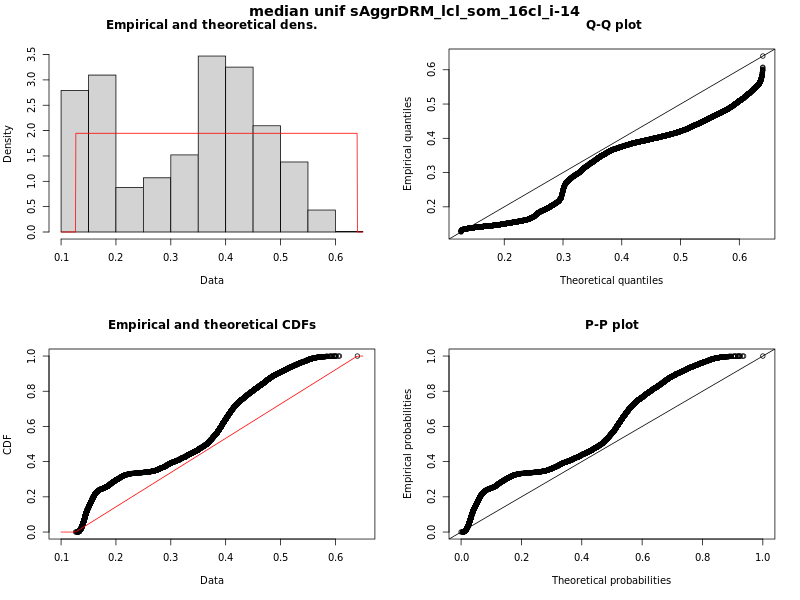 median unif sAggrDRM_lcl_som_16cl_i-14
Empirical and theoretical dens.
Density
0.0 0.5 1.0 1.5 2.0 2.5 3.0 3.5
0.1 0.2 0.3 0.4 0.5 0.6
Data
Q-Q plot
Empirical quantiles
0.2 0.3 0.4 0.5 0.6
0.2 0.3 0.4 0.5 0.6
Theoretical quantiles
Empirical and theoretical CDFs
CDF
0.0 0.2 0.4 0.6 0.8 1.0
0.1 0.2 0.3 0.4 0.5 0.6
Data
P-P plot
Empirical probabilities
0.0 0.2 0.4 0.6 0.8 1.0
0.0 0.2 0.4 0.6 0.8 1.0
Theoretical probabilities